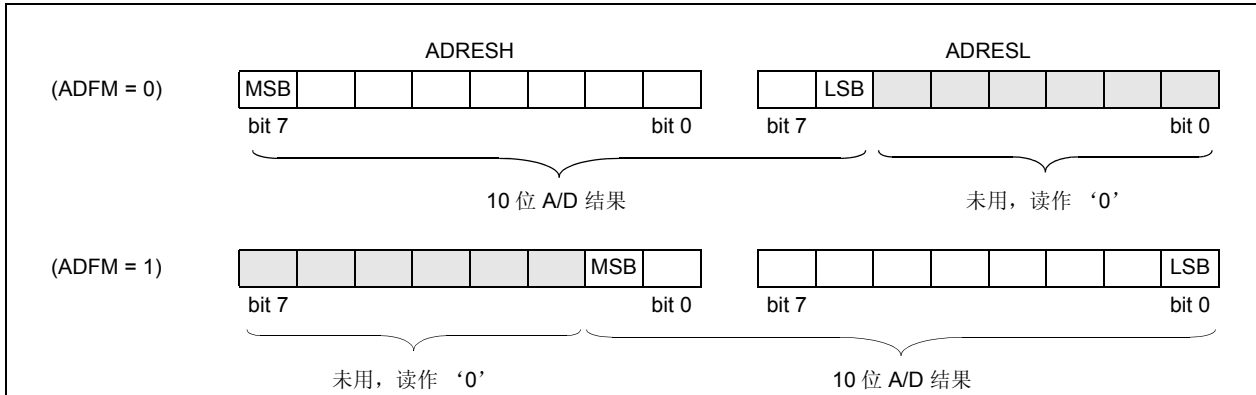 ADRESH ADRESL
(ADFM = 0) MSB LSB
bit 7 bit 0 bit 7 bit 0
10 位 A/D 结果 未用，读作 ‘0’
(ADFM = 1) MSB LSB
bit 7 bit 0 bit 7 bit 0
未用，读作 ‘0’ 10 位 A/D 结果